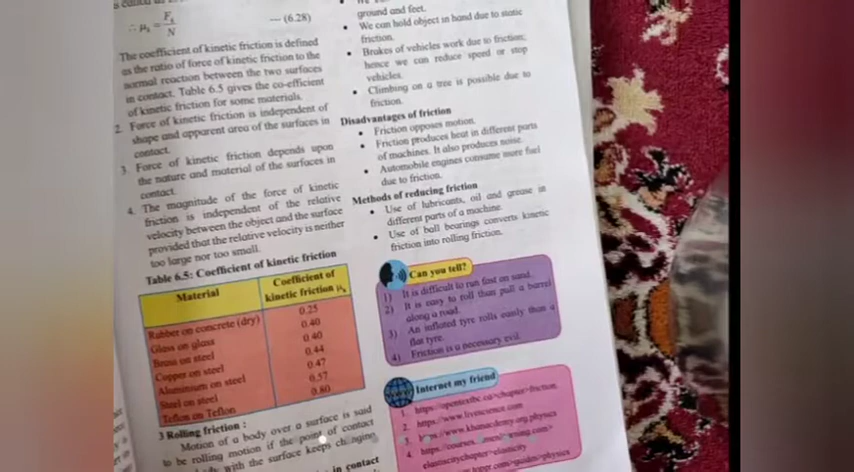 ∴ μk = Fk / N --- (6.28)
The coefficient of kinetic friction is defined
as the ratio of force of kinetic friction to the
normal reaction between the two surfaces
in contact. Table 6.5 gives the co-efficient
of kinetic friction for some materials.
2. Force of kinetic friction is independent of
shape and apparent area of the surfaces in
contact.
3. Force of kinetic friction depends upon
the nature and material of the surfaces in
contact.
4. The magnitude of the force of kinetic
friction is independent of the relative
velocity between the object and the surface
provided that the relative velocity is neither
too large nor too small.
Table 6.5: Coefficient of kinetic friction
Material Coefficient of
kinetic friction μk
Rubber on concrete (dry) 0.25
Glass on glass 0.40
Brass on steel 0.40
Copper on steel 0.44
Aluminium on steel 0.47
Steel on steel 0.57
Teflon on Teflon 0.80
3 Rolling friction :
Motion of a body over a surface is said
to be rolling motion if the point of contact
with the surface keeps changing
in contact
ground and feet.
• We can hold object in hand due to static
friction.
• Brakes of vehicles work due to friction;
hence we can reduce speed or stop
vehicles.
• Climbing on a tree is possible due to
friction.
Disadvantages of friction
• Friction opposes motion.
• Friction produces heat in different parts
of machines. It also produces noise.
• Automobile engines consume more fuel
due to friction.
Methods of reducing friction
• Use of lubricants, oil and grease in
different parts of a machine.
• Use of ball bearings converts kinetic
friction into rolling friction.
Can you tell?
1) It is difficult to run fast on sand.
2) It is easy to roll than pull a barrel
along a road.
3) An inflated tyre rolls easily than a
flat tyre.
4) Friction is a necessary evil.
Internet my friend
1. https://opentextbc.ca>chapter>friction
2. https://www.livescience.com
3. https://www.khanacademy.org.physics
4. https://courses.lumenlearning.com>
elasticitychapter>elasticity
toppr.com>guides>physics